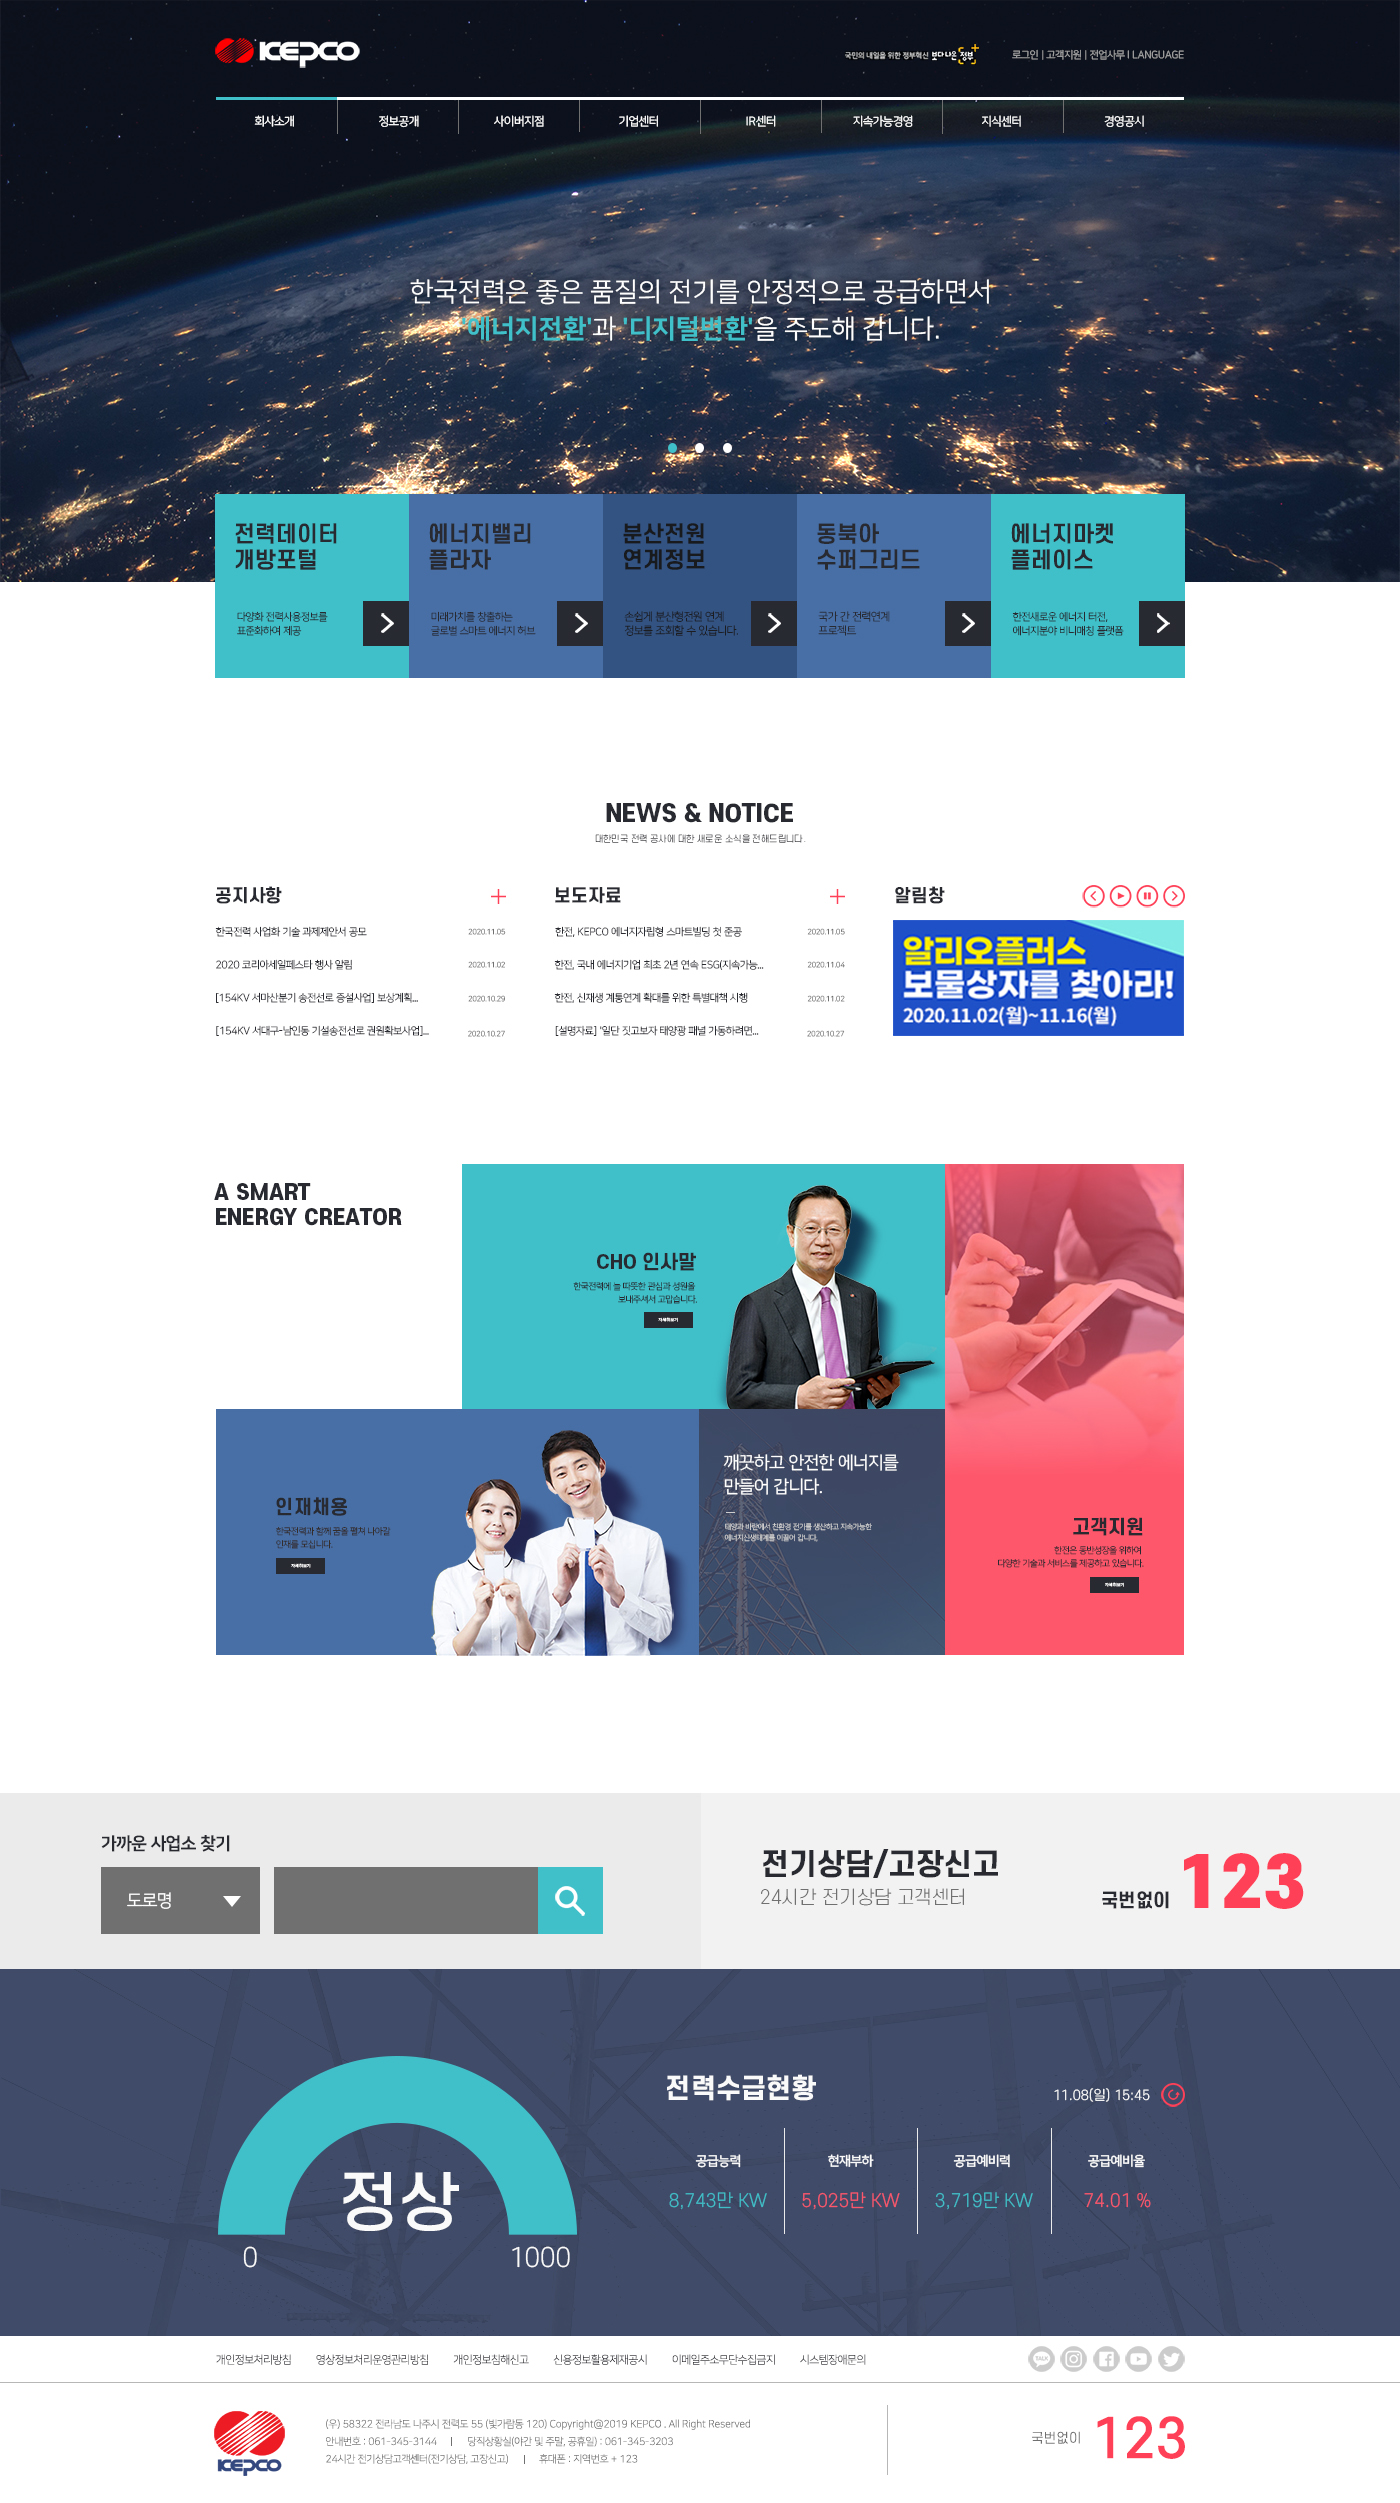 KEPCO
국민의 내일을 위한 정부혁신 보다나은 정부
로그인 | 고객지원 | 전업사무 I LANGUAGE
회사소개
정보공개
사이버지점
기업센터
IR센터
지속가능경영
지식센터
경영공시
한국전력은 좋은 품질의 전기를 안정적으로 공급하면서
'에너지전환'과 '디지털변환'을 주도해 갑니다.
전력데이터
개방포털
다양화 전력사용정보를
표준화하여 제공
에너지밸리
플라자
미래가치를 창출하는
글로벌 스마트 에너지 허브
분산전원
연계정보
손쉽게 분산형전원 연계
정보를 조회할 수 있습니다.
동북아
수퍼그리드
국가 간 전력연계
프로젝트
에너지마켓
플레이스
한전새로운 에너지 터전,
에너지분야 비니매칭 플랫폼
NEWS & NOTICE
대한민국 전력 공사에 대한 새로운 소식을 전해드립니다.
공지사항
한국전력 사업화 기술 과제제안서 공모 2020.11.05
2020 코리아세일페스타 행사 알림 2020.11.02
[154KV 서마산분기 송전선로 증설사업] 보상계획... 2020.10.29
[154KV 서대구-남인동 기설송전선로 권원확보사업]... 2020.10.27
보도자료
한전, KEPCO 에너지자립형 스마트빌딩 첫 준공 2020.11.05
한전, 국내 에너지기업 최초 2년 연속 ESG(지속가능... 2020.11.04
한전, 신재생 계통연계 확대를 위한 특별대책 시행 2020.11.02
[설명자료] '일단 짓고보자 태양광 패널 가동하려면... 2020.10.27
알림창
알리오플러스
보물상자를 찾아라!
2020.11.02(월)~11.16(월)
A SMART
ENERGY CREATOR
CHO 인사말
한국전력에 늘 따뜻한 관심과 성원을
보내주셔서 고맙습니다.
자세히보기
인재채용
한국전력과 함께 꿈을 펼쳐 나아갈
인재를 모십니다.
자세히보기
깨끗하고 안전한 에너지를
만들어 갑니다.
태양과 바람에서 친환경 전기를 생산하고 지속가능한
에너지신생태계를 이끌어 갑니다.
고객지원
한전은 동반성장을 위하여
다양한 기술과 서비스를 제공하고 있습니다.
자세히보기
가까운 사업소 찾기
도로명
전기상담/고장신고
24시간 전기상담 고객센터
국번없이 123
정상
0 1000
전력수급현황
11.08(일) 15:45
공급능력
8,743만 KW
현재부하
5,025만 KW
공급예비력
3,719만 KW
공급예비율
74.01 %
개인정보처리방침
영상정보처리운영관리방침
개인정보침해신고
신용정보활용제재공시
이메일주소무단수집금지
시스템장애문의
TALK
KEPCO
(우) 58322 전라남도 나주시 전력도 55 (빛가람동 120) Copyright@2019 KEPCO . All Right Reserved
안내번호 : 061-345-3144 | 당직상황실(야간 및 주말, 공휴일) : 061-345-3203
24시간 전기상담고객센터(전기상담, 고장신고) | 휴대폰 : 지역번호 + 123
국번없이 123